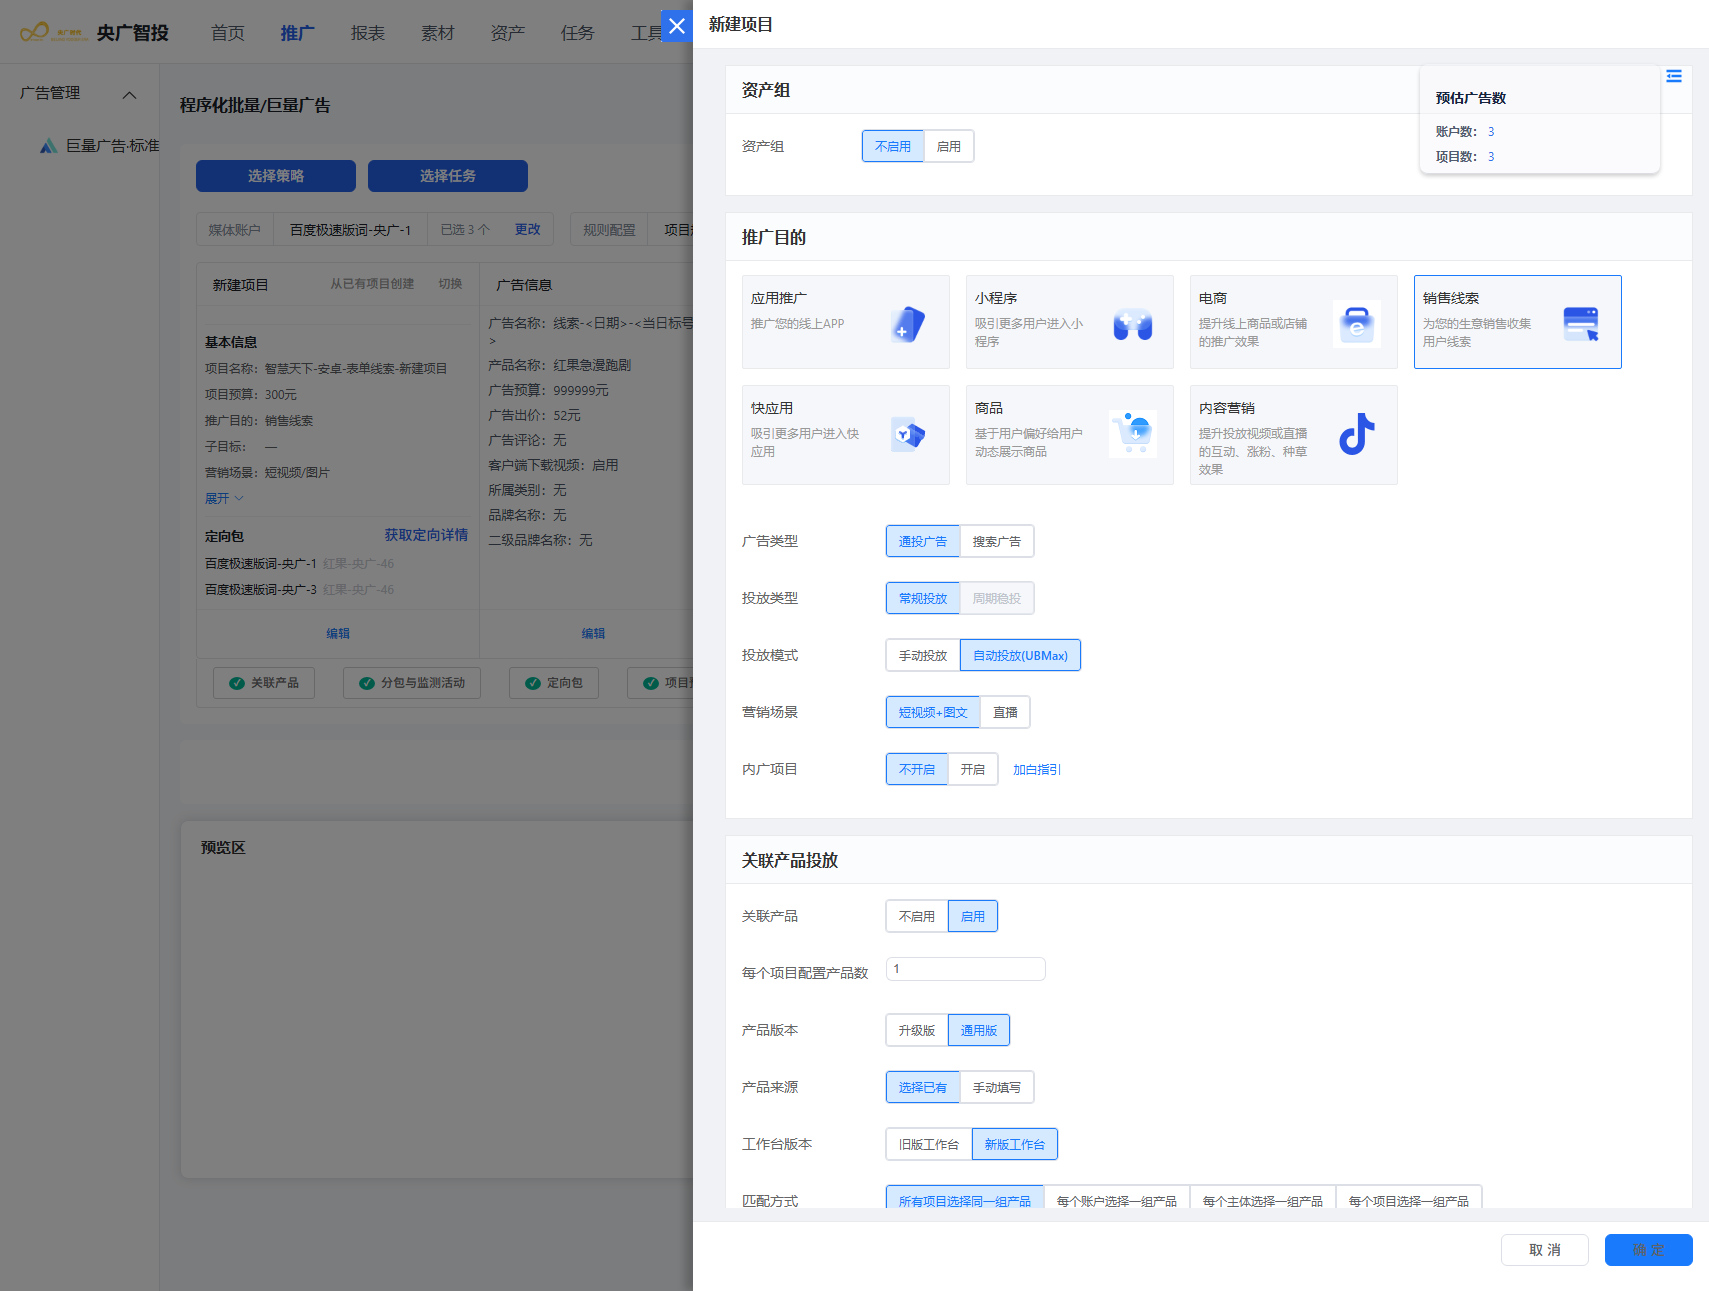 央广智投
首页
推广
报表
素材
资产
任务
工具
广告管理
巨量广告·标准
程序化批量/巨量广告
选择策略
选择任务
媒体账户
百度极速版词-央广-1
已选 3 个
更改
规则配置
新建项目
从已有项目创建
切换
广告信息
基本信息
项目名称：智慧天下-安卓-表单线索-新建项目
项目预算：300元
推广目的：销售线索
子目标： —
营销场景：短视频/图片
展开
定向包
获取定向详情
百度极速版词-央广-1 红果-央广-46
百度极速版词-央广-3 红果-央广-46
编辑
广告名称：线索-<日期>-<当日标号
>
产品名称：红果急漫跑剧
广告预算：999999元
广告出价：52元
广告评论：无
客户端下载视频：启用
所属类别：无
品牌名称：无
二级品牌名称：无
编辑
关联产品
分包与监测活动
定向包
预览区
新建项目
资产组
资产组
不启用
启用
预估广告数
账户数： 3
项目数： 3
推广目的
应用推广
推广您的线上APP
小程序
吸引更多用户进入小
程序
电商
提升线上商品或店铺
的推广效果
销售线索
为您的生意销售收集
用户线索
快应用
吸引更多用户进入快
应用
商品
基于用户偏好给用户
动态展示商品
内容营销
提升投放视频或直播
的互动、涨粉、种草
效果
广告类型
通投广告
搜索广告
投放类型
常规投放
周期稳投
投放模式
手动投放
自动投放(UBMax)
营销场景
短视频+图文
直播
内广项目
不开启
开启
加白指引
关联产品投放
关联产品
不启用
启用
每个项目配置产品数
1
产品版本
升级版
通用版
产品来源
选择已有
手动填写
工作台版本
旧版工作台
新版工作台
匹配方式
所有项目选择同一组产品
每个账户选择一组产品
每个主体选择一组产品
每个项目选择一组产品
取 消
确 定